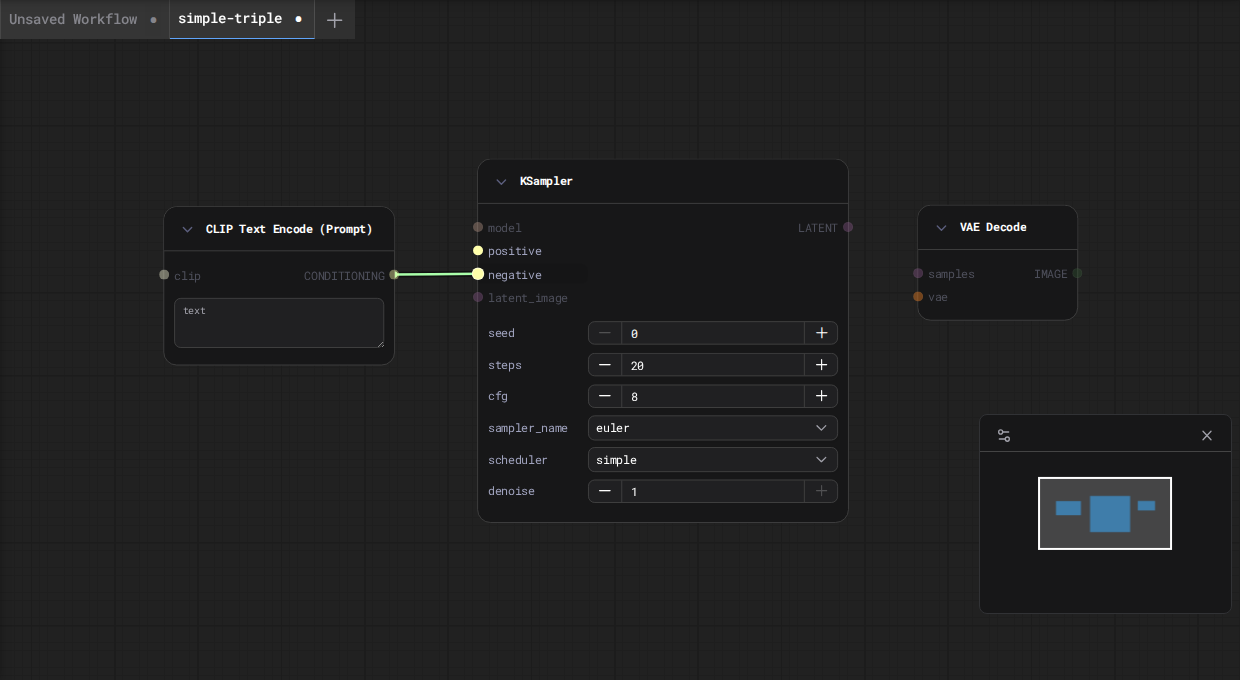 Unsaved Workflow
simple-triple
CLIP Text Encode (Prompt)
clip
CONDITIONING
text
KSampler
model
LATENT
positive
negative
latent_image
seed
0
steps
20
cfg
8
sampler_name
euler
scheduler
simple
denoise
1
VAE Decode
samples
IMAGE
vae